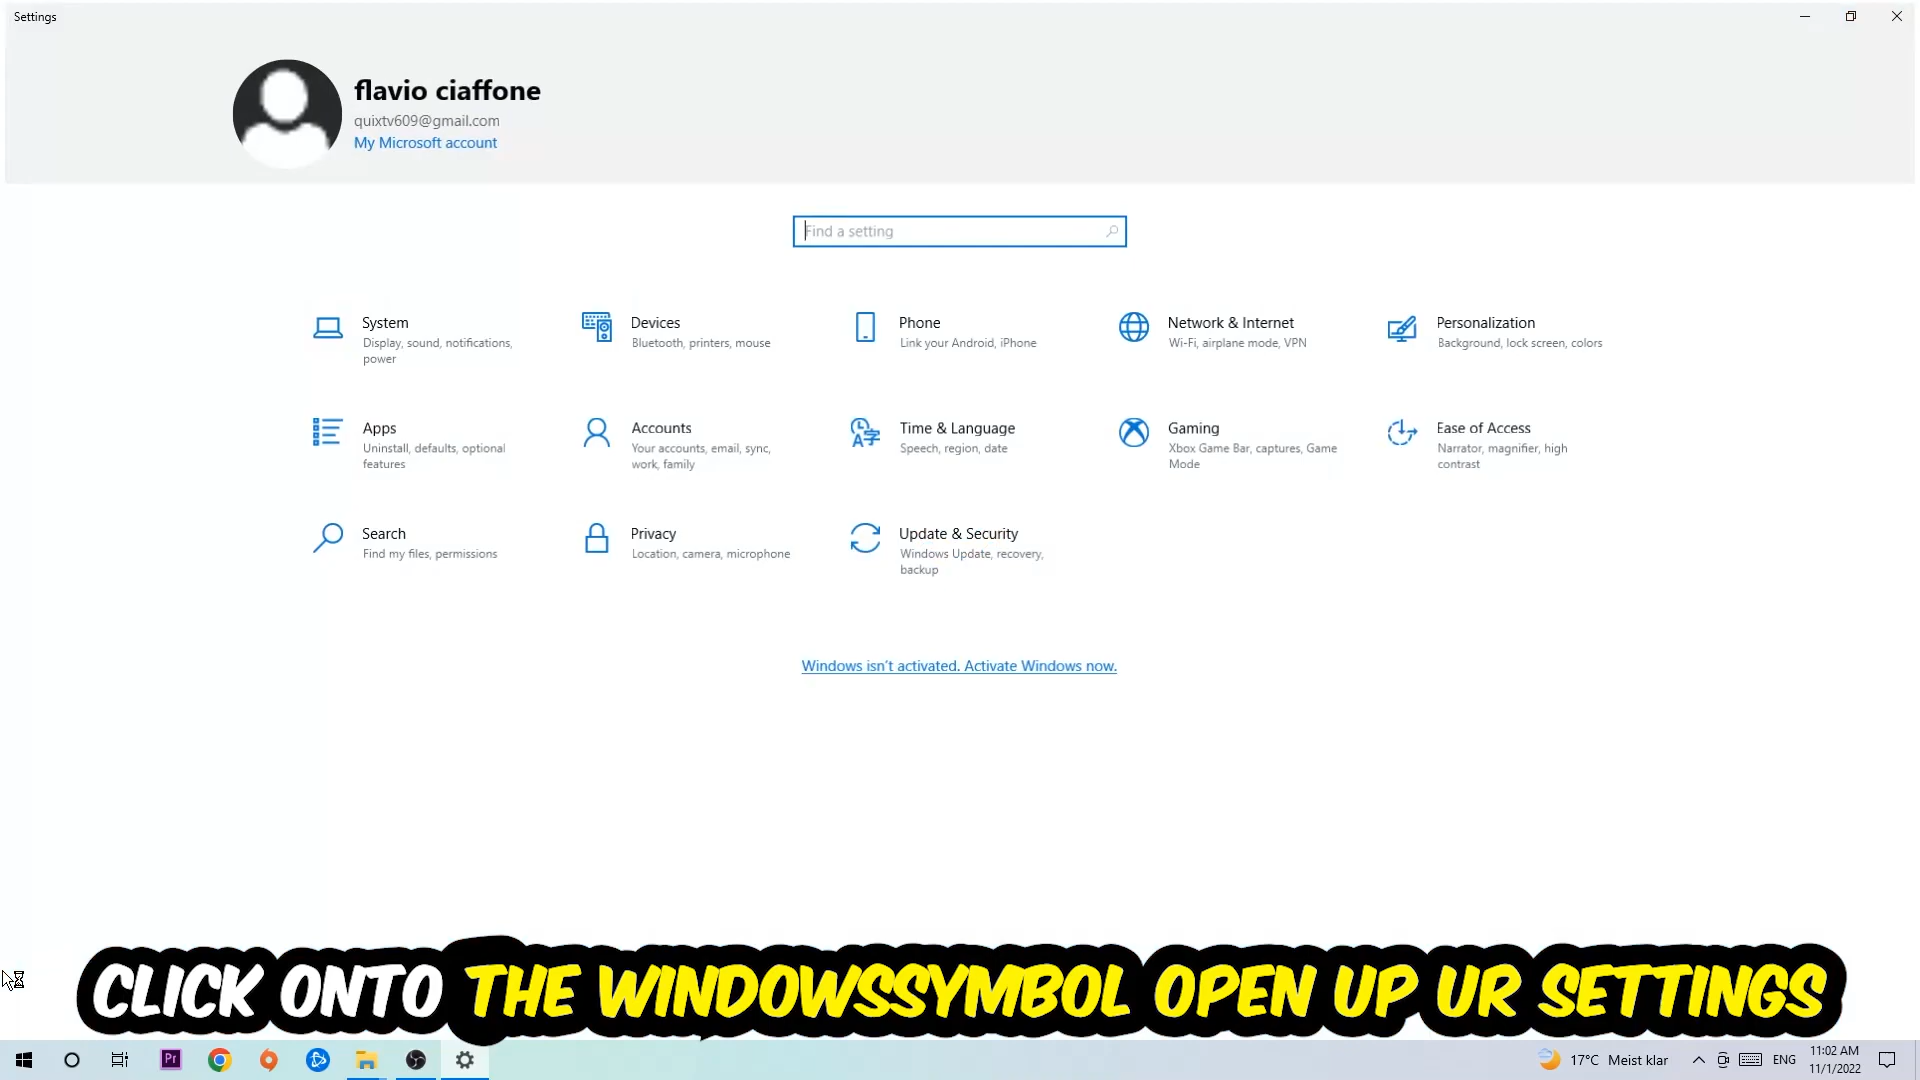 Settings
flavio ciaffone
quixtv609@gmail.com
My Microsoft account
Find a setting
System
Display, sound, notifications,
power
Devices
Bluetooth, printers, mouse
Phone
Link your Android, iPhone
Network & Internet
Wi-Fi, airplane mode, VPN
Personalization
Background, lock screen, colors
Apps
Uninstall, defaults, optional
features
Accounts
Your accounts, email, sync,
work, family
Time & Language
Speech, region, date
Gaming
Xbox Game Bar, captures, Game
Mode
Ease of Access
Narrator, magnifier, high
contrast
Search
Find my files, permissions
Privacy
Location, camera, microphone
Update & Security
Windows Update, recovery,
backup
Windows isn't activated. Activate Windows now.
CLICK ONTO THE WINDOWSSYMBOL OPEN UP UR SETTINGS
Pr
17°C Meist klar
ENG
11:02 AM
11/1/2022